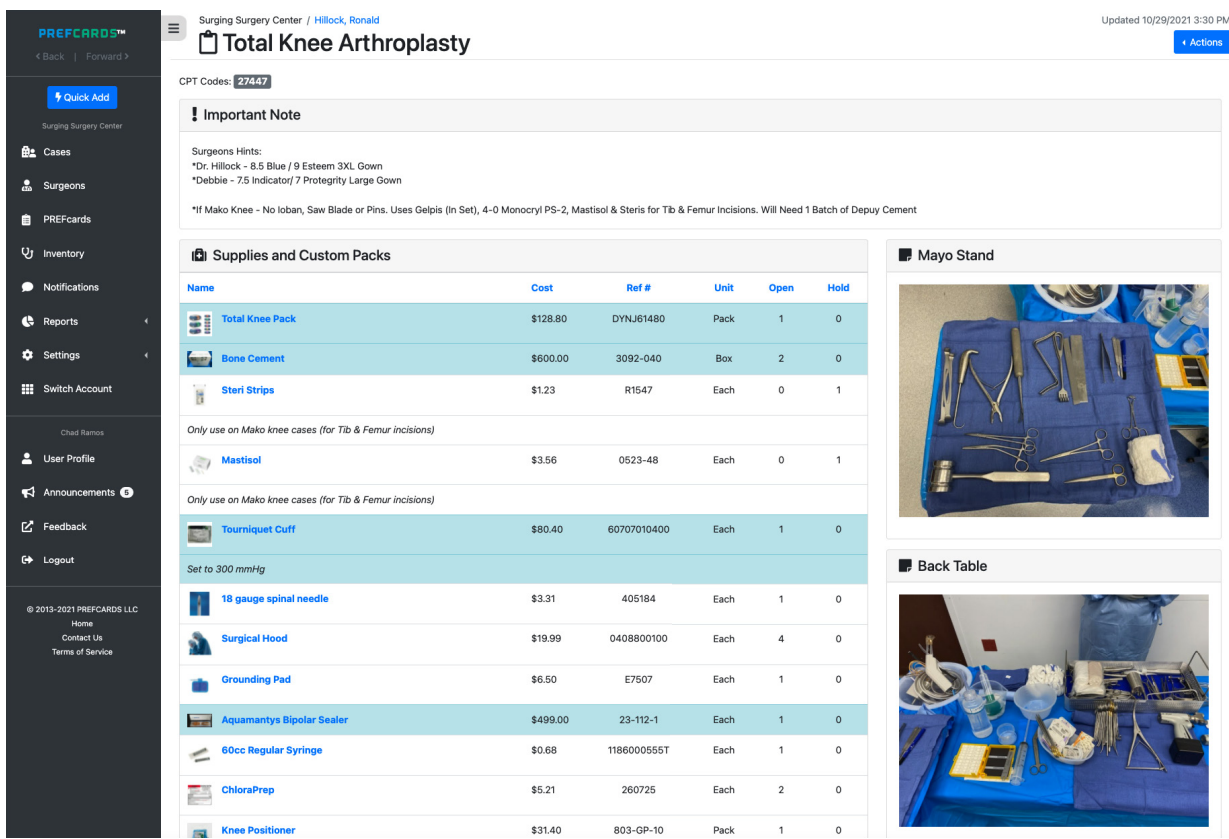 PREFCARDS™
Back | Forward
Quick Add
Surging Surgery Center
Cases
Surgeons
PREFcards
Inventory
Notifications
Reports
Settings
Switch Account
Chad Ramos
User Profile
Announcements 5
Feedback
Logout
© 2013-2021 PREFCARDS LLC
Home
Contact Us
Terms of Service
Surging Surgery Center / Hillock, Ronald
Updated 10/29/2021 3:30 PM
Total Knee Arthroplasty
Actions
CPT Codes: 27447
Important Note
Surgeons Hints:
*Dr. Hillock - 8.5 Blue / 9 Esteem 3XL Gown
*Debbie - 7.5 Indicator/ 7 Protegrity Large Gown
*If Mako Knee - No Ioban, Saw Blade or Pins. Uses Gelpis (In Set), 4-0 Monocryl PS-2, Mastisol & Steris for Tib & Femur Incisions. Will Need 1 Batch of Depuy Cement
Supplies and Custom Packs
Name Cost Ref # Unit Open Hold
Total Knee Pack $128.80 DYNJ61480 Pack 1 0
Bone Cement $600.00 3092-040 Box 2 0
Steri Strips $1.23 R1547 Each 0 1
Only use on Mako knee cases (for Tib & Femur incisions)
Mastisol $3.56 0523-48 Each 0 1
Only use on Mako knee cases (for Tib & Femur incisions)
Tourniquet Cuff $80.40 60707010400 Each 1 0
Set to 300 mmHg
18 gauge spinal needle $3.31 405184 Each 1 0
Surgical Hood $19.99 0408800100 Each 4 0
Grounding Pad $6.50 E7507 Each 1 0
Aquamantys Bipolar Sealer $499.00 23-112-1 Each 1 0
60cc Regular Syringe $0.68 1186000555T Each 1 0
ChloraPrep $5.21 260725 Each 2 0
Knee Positioner $31.40 803-GP-10 Pack 1 0
Mayo Stand
Back Table